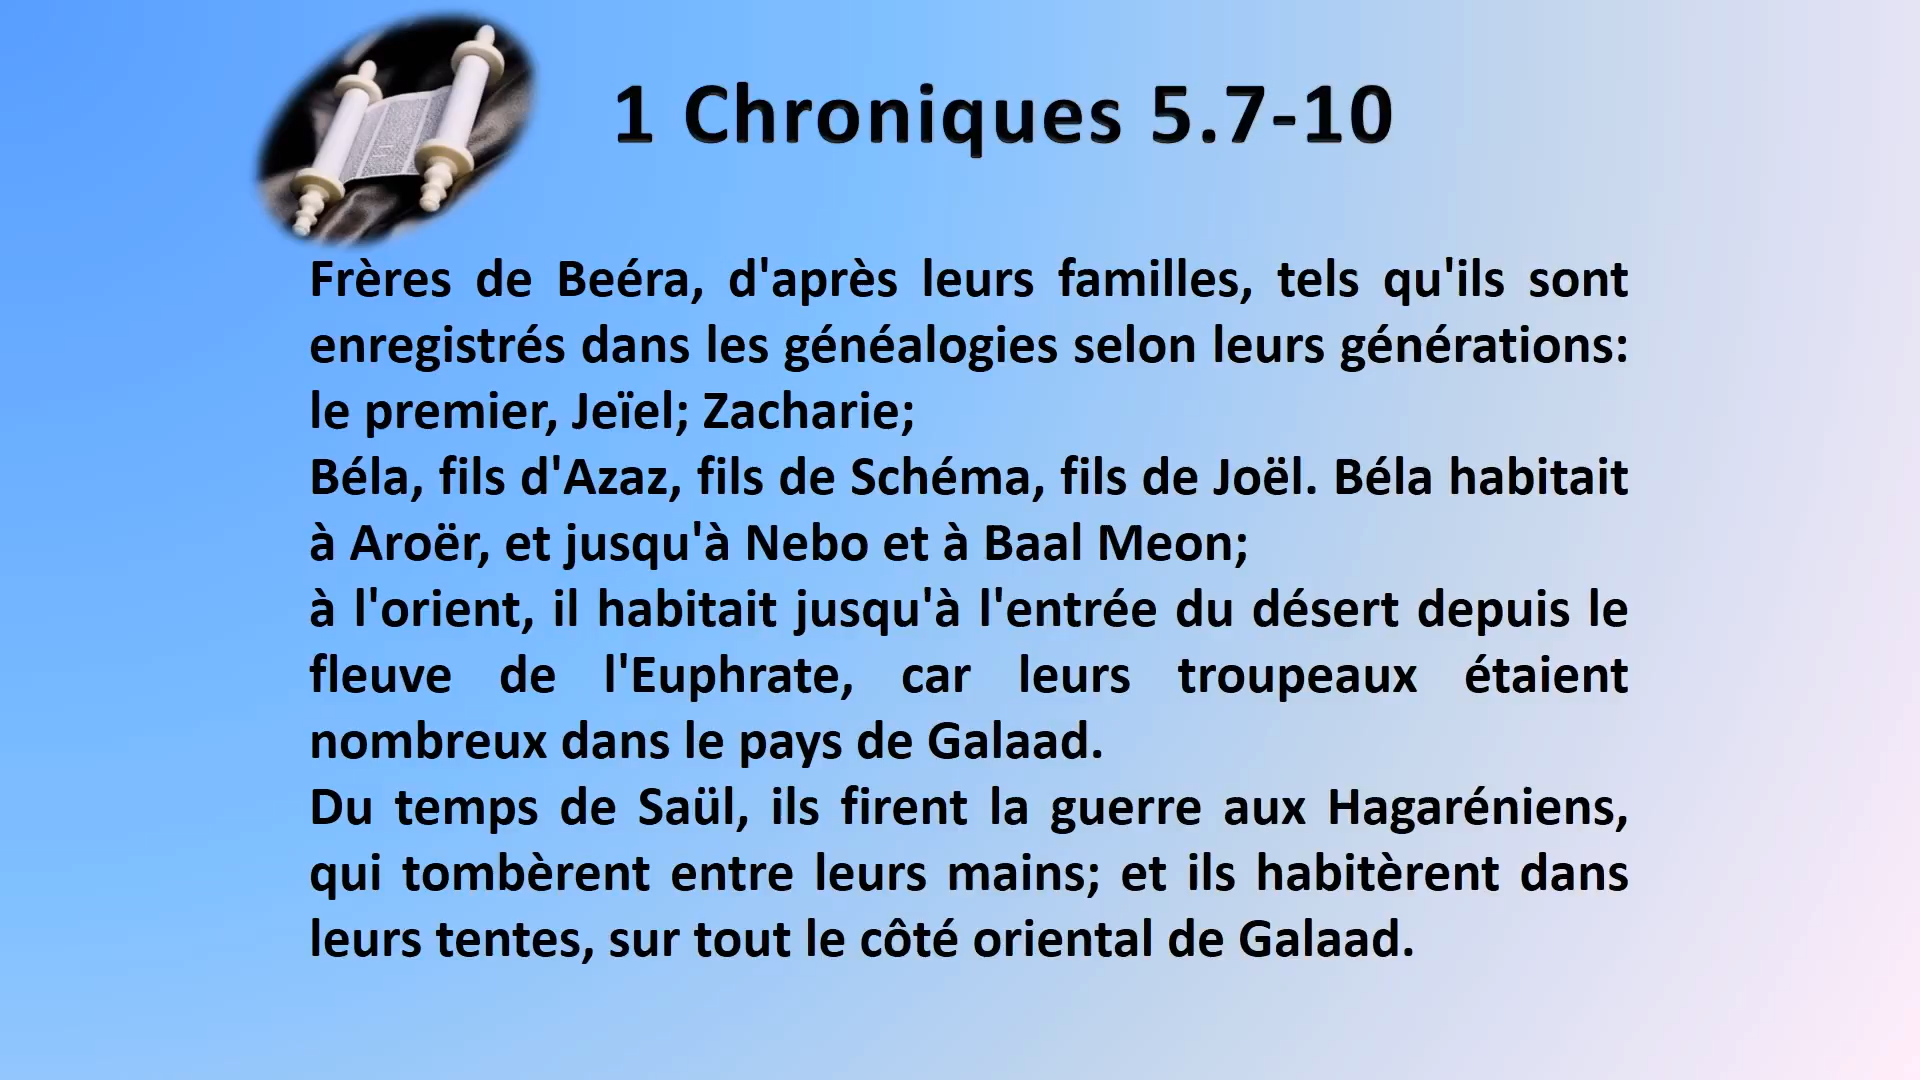 1 Chroniques 5.7-10
Frères de Beéra, d'après leurs familles, tels qu'ils sont
enregistrés dans les généalogies selon leurs générations:
le premier, Jeïel; Zacharie;
Béla, fils d'Azaz, fils de Schéma, fils de Joël. Béla habitait
à Aroër, et jusqu'à Nebo et à Baal Meon;
à l'orient, il habitait jusqu'à l'entrée du désert depuis le
fleuve de l'Euphrate, car leurs troupeaux étaient
nombreux dans le pays de Galaad.
Du temps de Saül, ils firent la guerre aux Hagaréniens,
qui tombèrent entre leurs mains; et ils habitèrent dans
leurs tentes, sur tout le côté oriental de Galaad.